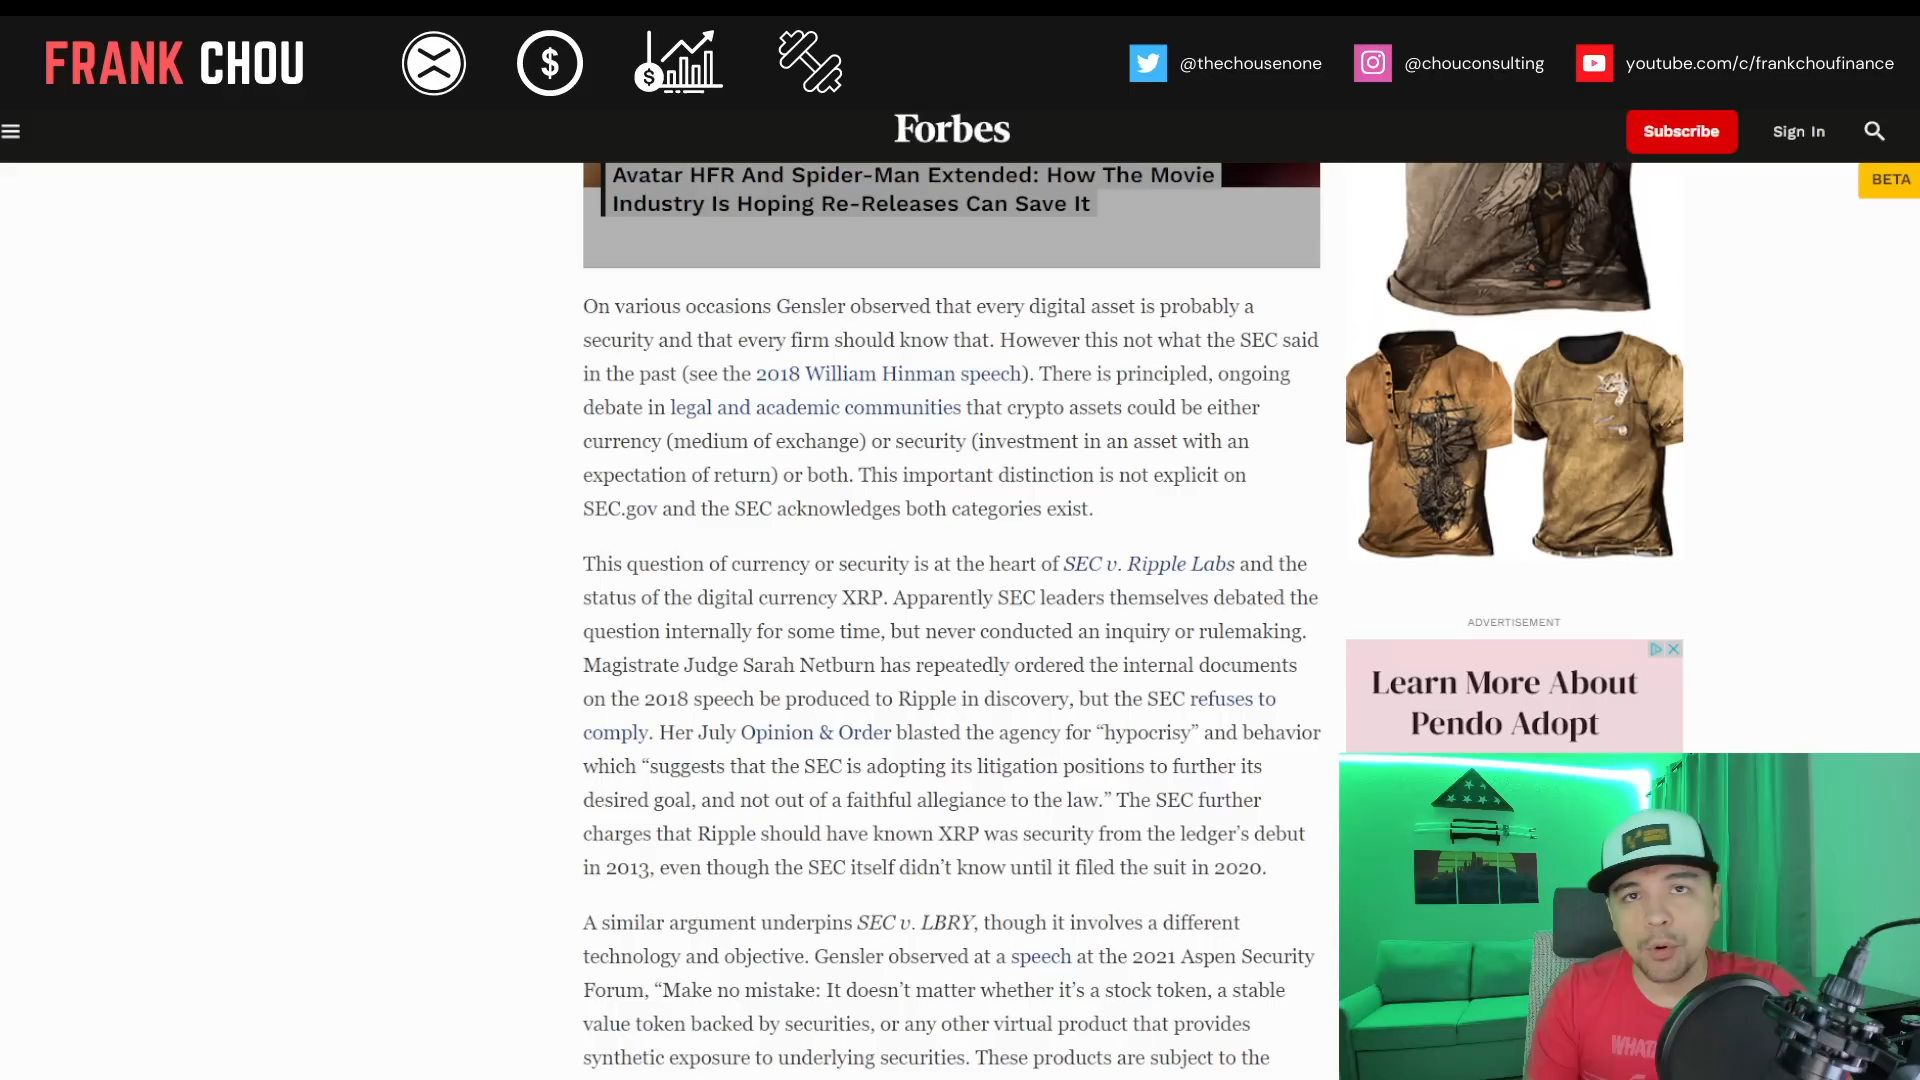 FRANK CHOU
@thechousenone
@chouconsulting
youtube.com/c/frankchoufinance
Forbes
Subscribe
Sign In
BETA
Avatar HFR And Spider-Man Extended: How The Movie
Industry Is Hoping Re-Releases Can Save It
On various occasions Gensler observed that every digital asset is probably a
security and that every firm should know that. However this not what the SEC said
in the past (see the 2018 William Hinman speech). There is principled, ongoing
debate in legal and academic communities that crypto assets could be either
currency (medium of exchange) or security (investment in an asset with an
expectation of return) or both. This important distinction is not explicit on
SEC.gov and the SEC acknowledges both categories exist.
This question of currency or security is at the heart of SEC v. Ripple Labs and the
status of the digital currency XRP. Apparently SEC leaders themselves debated the
question internally for some time, but never conducted an inquiry or rulemaking.
Magistrate Judge Sarah Netburn has repeatedly ordered the internal documents
on the 2018 speech be produced to Ripple in discovery, but the SEC refuses to
comply. Her July Opinion & Order blasted the agency for “hypocrisy” and behavior
which “suggests that the SEC is adopting its litigation positions to further its
desired goal, and not out of a faithful allegiance to the law.” The SEC further
charges that Ripple should have known XRP was security from the ledger’s debut
in 2013, even though the SEC itself didn’t know until it filed the suit in 2020.
A similar argument underpins SEC v. LBRY, though it involves a different
technology and objective. Gensler observed at a speech at the 2021 Aspen Security
Forum, “Make no mistake: It doesn’t matter whether it’s a stock token, a stable
value token backed by securities, or any other virtual product that provides
synthetic exposure to underlying securities. These products are subject to the
ADVERTISEMENT
Learn More About
Pendo Adopt